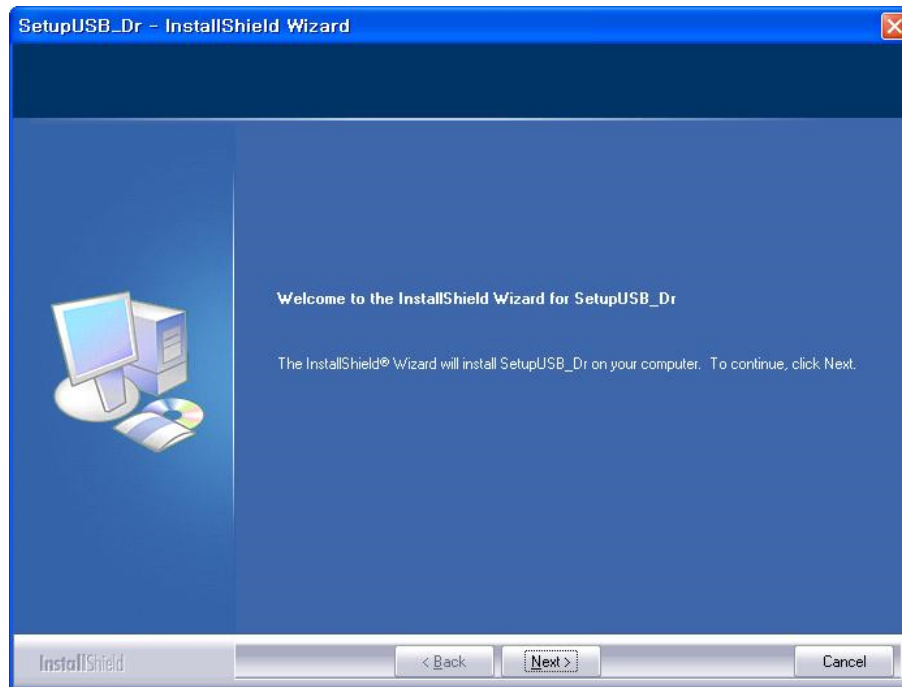 SetupUSB_Dr - InstallShield Wizard
Welcome to the InstallShield Wizard for SetupUSB_Dr
The InstallShield® Wizard will install SetupUSB_Dr on your computer. To continue, click Next.
InstallShield
< Back
Next >
Cancel